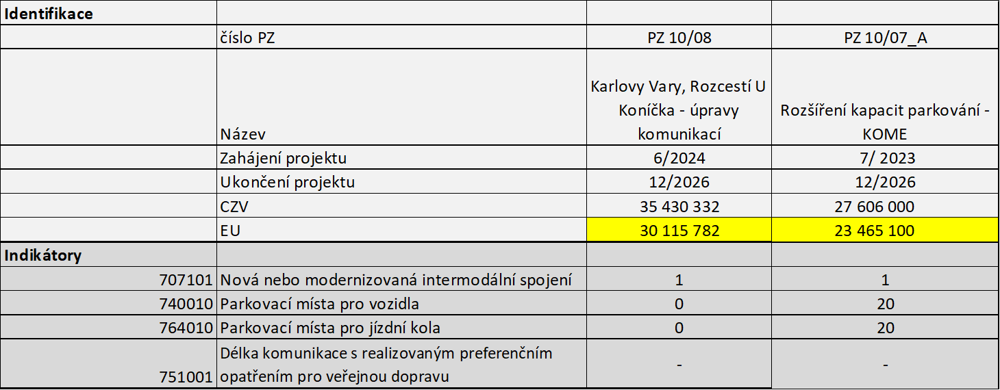 Identifikace
číslo PZ PZ 10/08 PZ 10/07_A
Karlovy Vary, Rozcestí U
Koníčka - úpravy Rozšíření kapacit parkování -
Název komunikací KOME
Zahájení projektu 6/2024 7/ 2023
Ukončení projektu 12/2026 12/2026
CZV 35 430 332 27 606 000
EU 30 115 782 23 465 100
Indikátory
707101 Nová nebo modernizovaná intermodální spojení 1 1
740010 Parkovací místa pro vozidla 0 20
764010 Parkovací místa pro jízdní kola 0 20
Délka komunikace s realizovaným preferenčním
751001 opatřením pro veřejnou dopravu - -